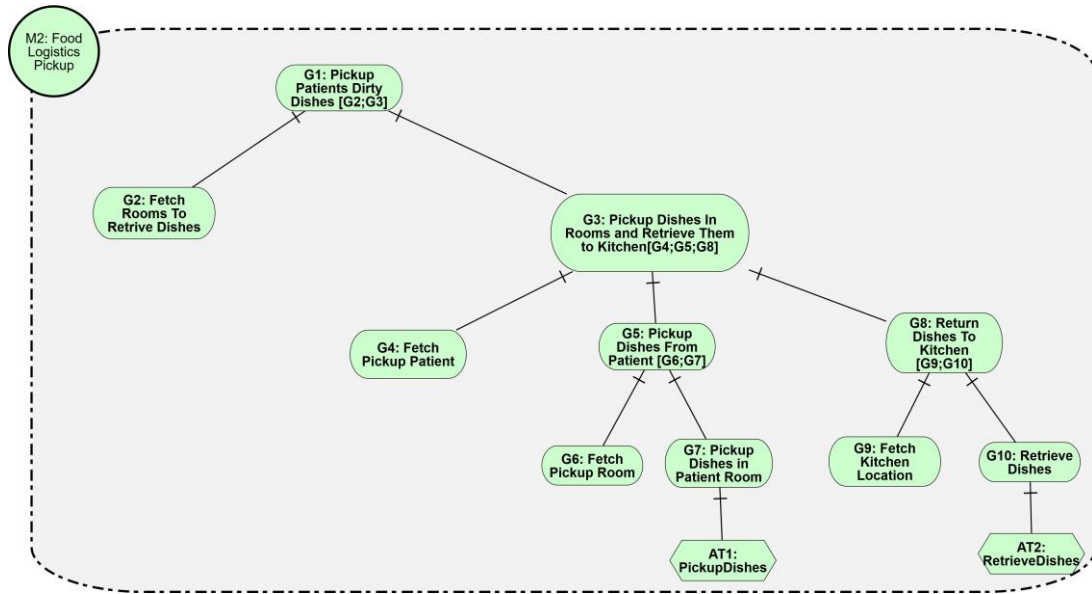 M2: Food
Logistics
Pickup
G1: Pickup
Patients Dirty
Dishes [G2;G3]
G2: Fetch
Rooms To
Retrive Dishes
G3: Pickup Dishes In
Rooms and Retrieve Them
to Kitchen[G4;G5;G8]
G4: Fetch
Pickup Patient
G5: Pickup
Dishes From
Patient [G6;G7]
G8: Return
Dishes To
Kitchen
[G9;G10]
G6: Fetch
Pickup Room
G7: Pickup
Dishes in
Patient Room
G9: Fetch
Kitchen
Location
G10: Retrieve
Dishes
AT1:
PickupDishes
AT2:
RetrieveDishes